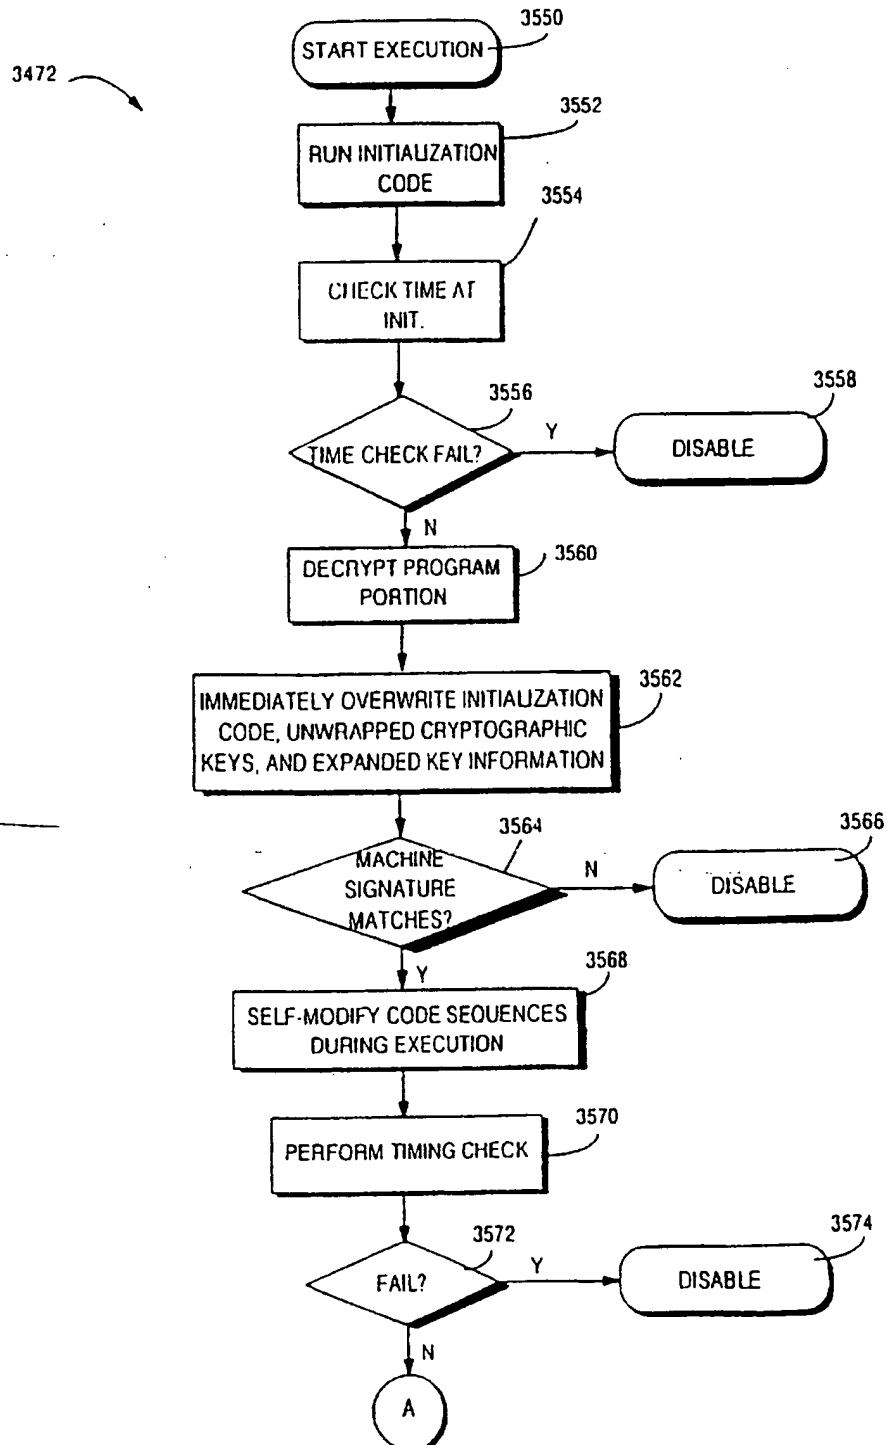 3550
START EXECUTION
3472
3552
RUN INITIALIZATION
CODE
3554
CHECK TIME AT
INIT.
3556
TIME CHECK FAIL?
Y
3558
DISABLE
N
DECRYPT PROGRAM
PORTION
3560
3562
IMMEDIATELY OVERWRITE INITIALIZATION
CODE, UNWRAPPED CRYPTOGRAPHIC
KEYS, AND EXPANDED KEY INFORMATION
3564
MACHINE
SIGNATURE
MATCHES?
N
3566
DISABLE
Y
3568
SELF-MODIFY CODE SEQUENCES
DURING EXECUTION
3570
PERFORM TIMING CHECK
3572
FAIL?
Y
3574
DISABLE
N
A